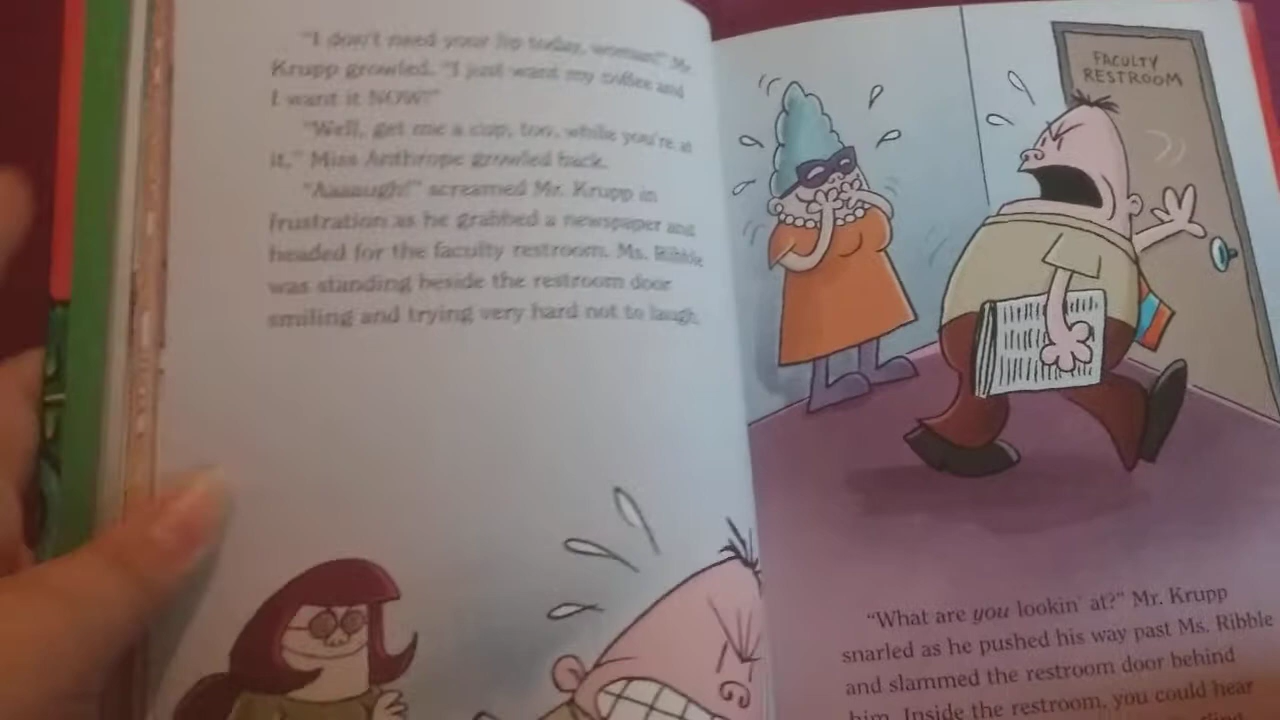 "I don't need your lip today, woman!" Mr.
Krupp growled. "I just want my coffee and
I want it NOW!"
"Well, get me a cup, too, while you're at
it," Miss Anthrope growled back.
"Aaaaugh!" screamed Mr. Krupp in
frustration as he grabbed a newspaper and
headed for the faculty restroom. Ms. Ribble
was standing beside the restroom door
smiling and trying very hard not to laugh.
FACULTY
RESTROOM
"What are you lookin' at?" Mr. Krupp
snarled as he pushed his way past Ms. Ribble
and slammed the restroom door behind
him. Inside the restroom, you could hear